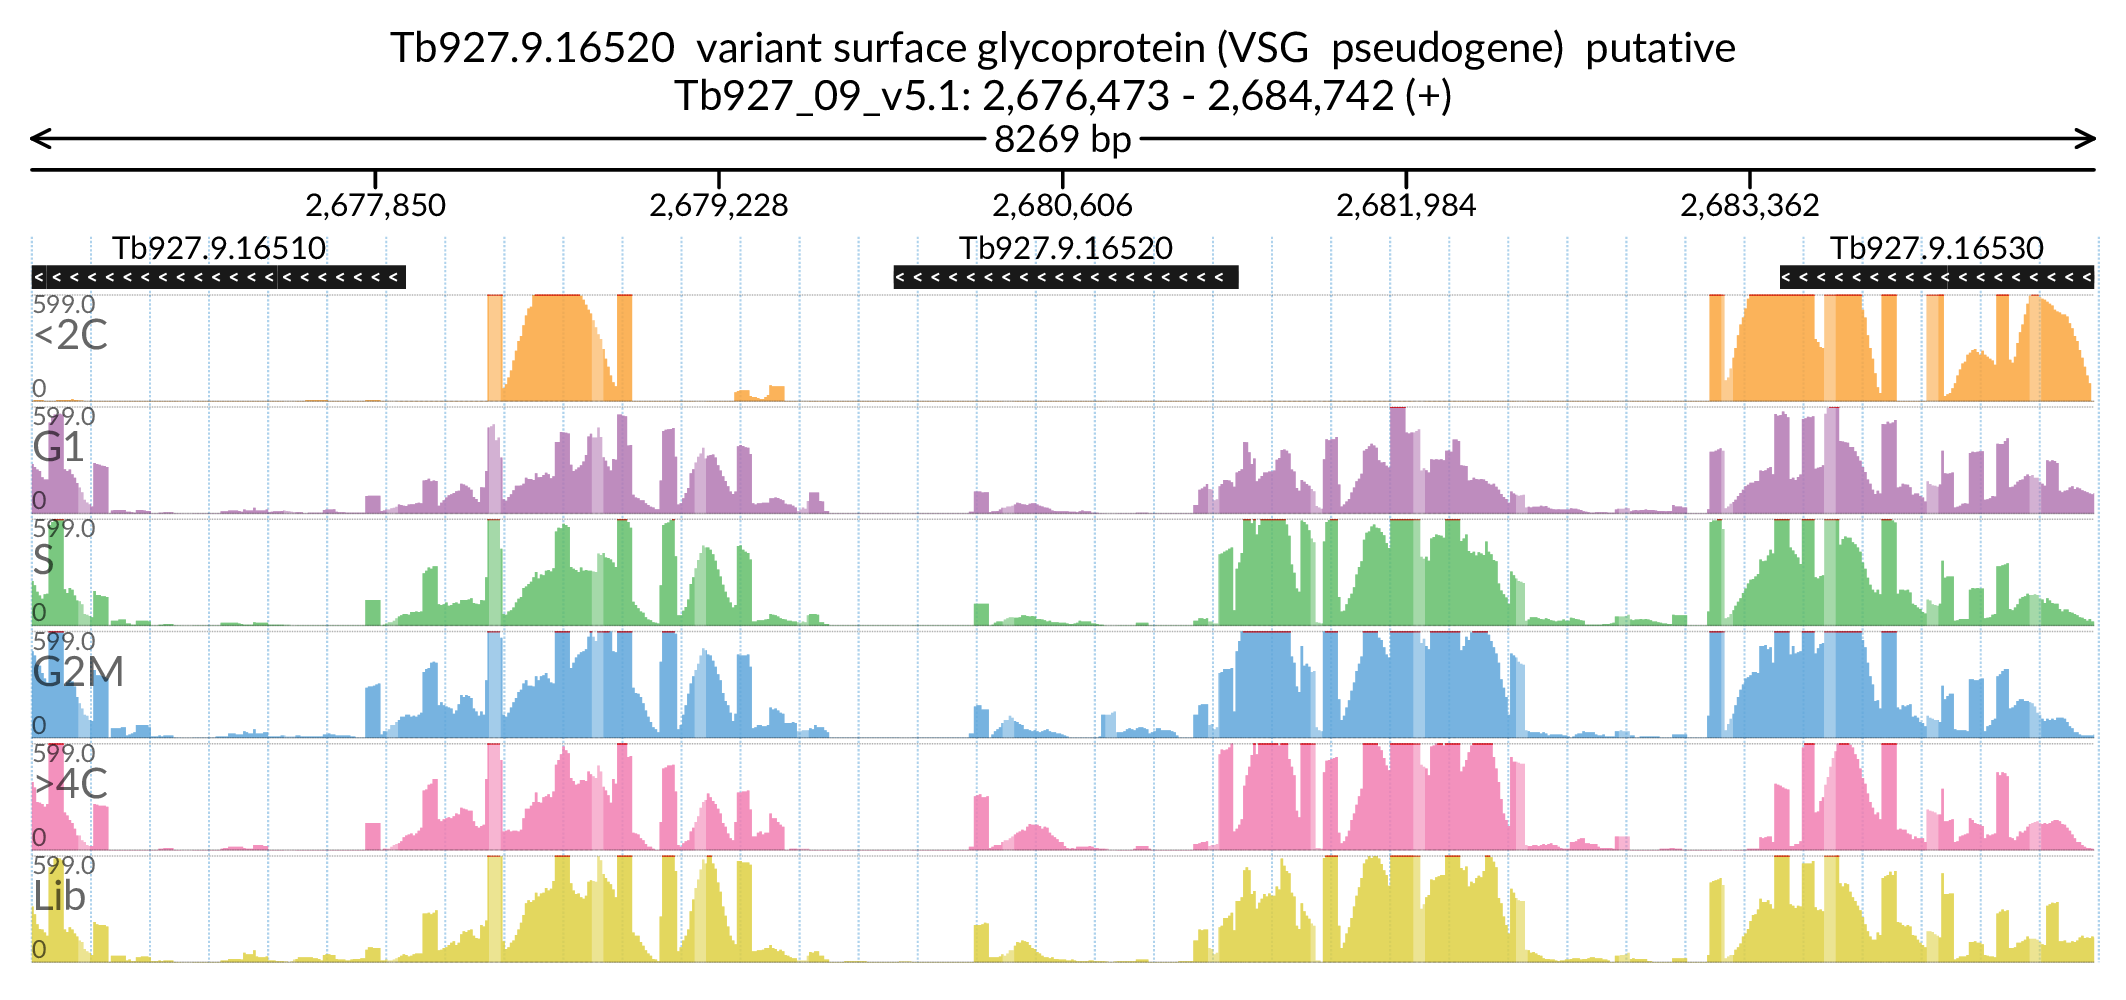 Tb927.9.16520  variant surface glycoprotein (VSG  pseudogene)  putative
Tb927_09_v5.1: 2,676,473 - 2,684,742 (+)
8269 bp
2,677,850 2,679,228 2,680,606 2,681,984 2,683,362
Tb927.9.16510 Tb927.9.16520 Tb927.9.16530
599.0
<2C
0
599.0
G1
0
599.0
S
0
599.0
G2M
0
599.0
>4C
0
599.0
Lib
0